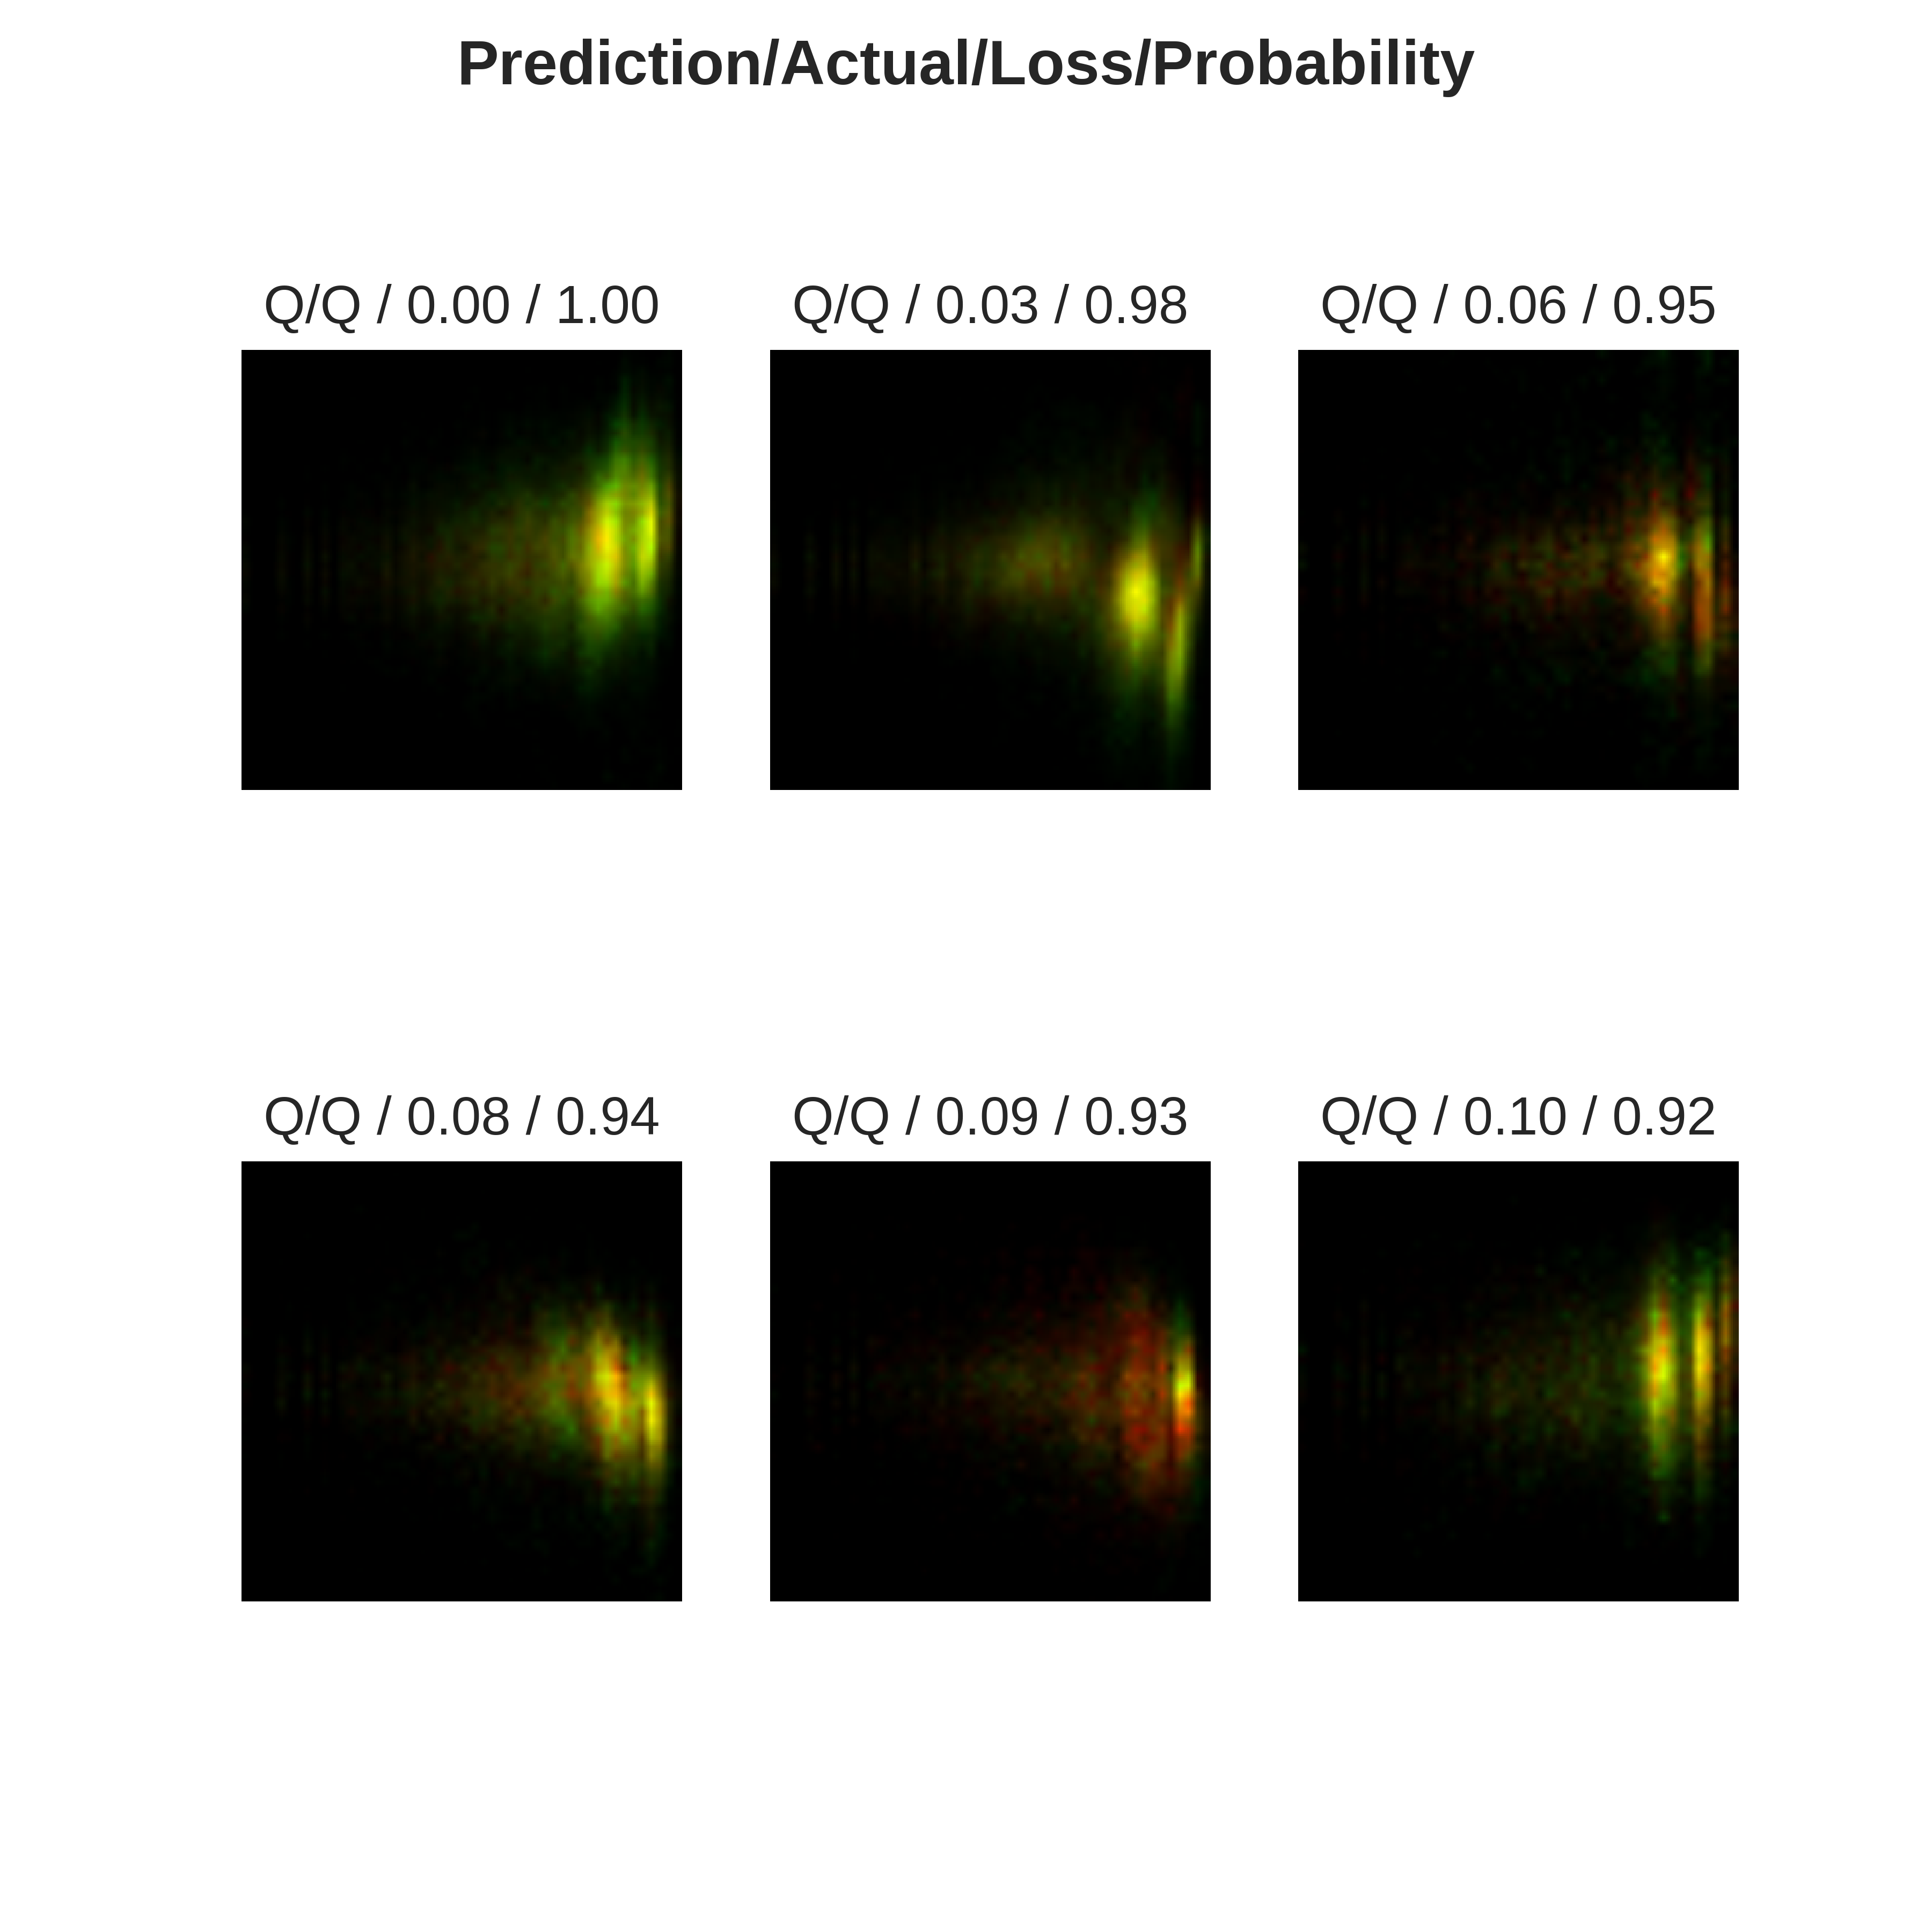 Prediction/Actual/Loss/Probability
Q/Q / 0.00 / 1.00
Q/Q / 0.03 / 0.98
Q/Q / 0.06 / 0.95
Q/Q / 0.08 / 0.94
Q/Q / 0.09 / 0.93
Q/Q / 0.10 / 0.92